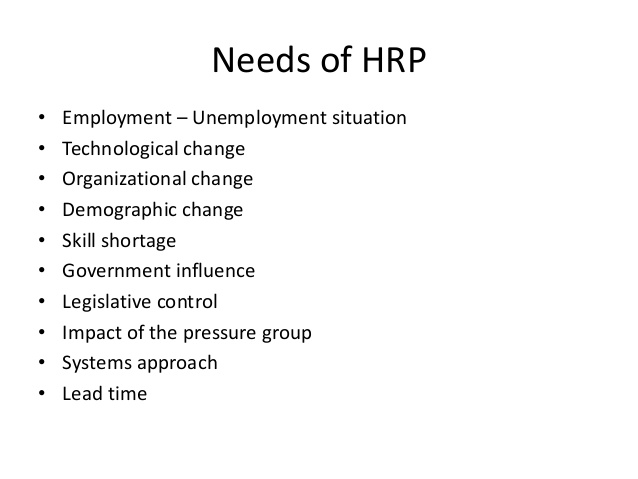 Needs of HRP
• Employment – Unemployment situation
• Technological change
• Organizational change
• Demographic change
• Skill shortage
• Government influence
• Legislative control
• Impact of the pressure group
• Systems approach
• Lead time